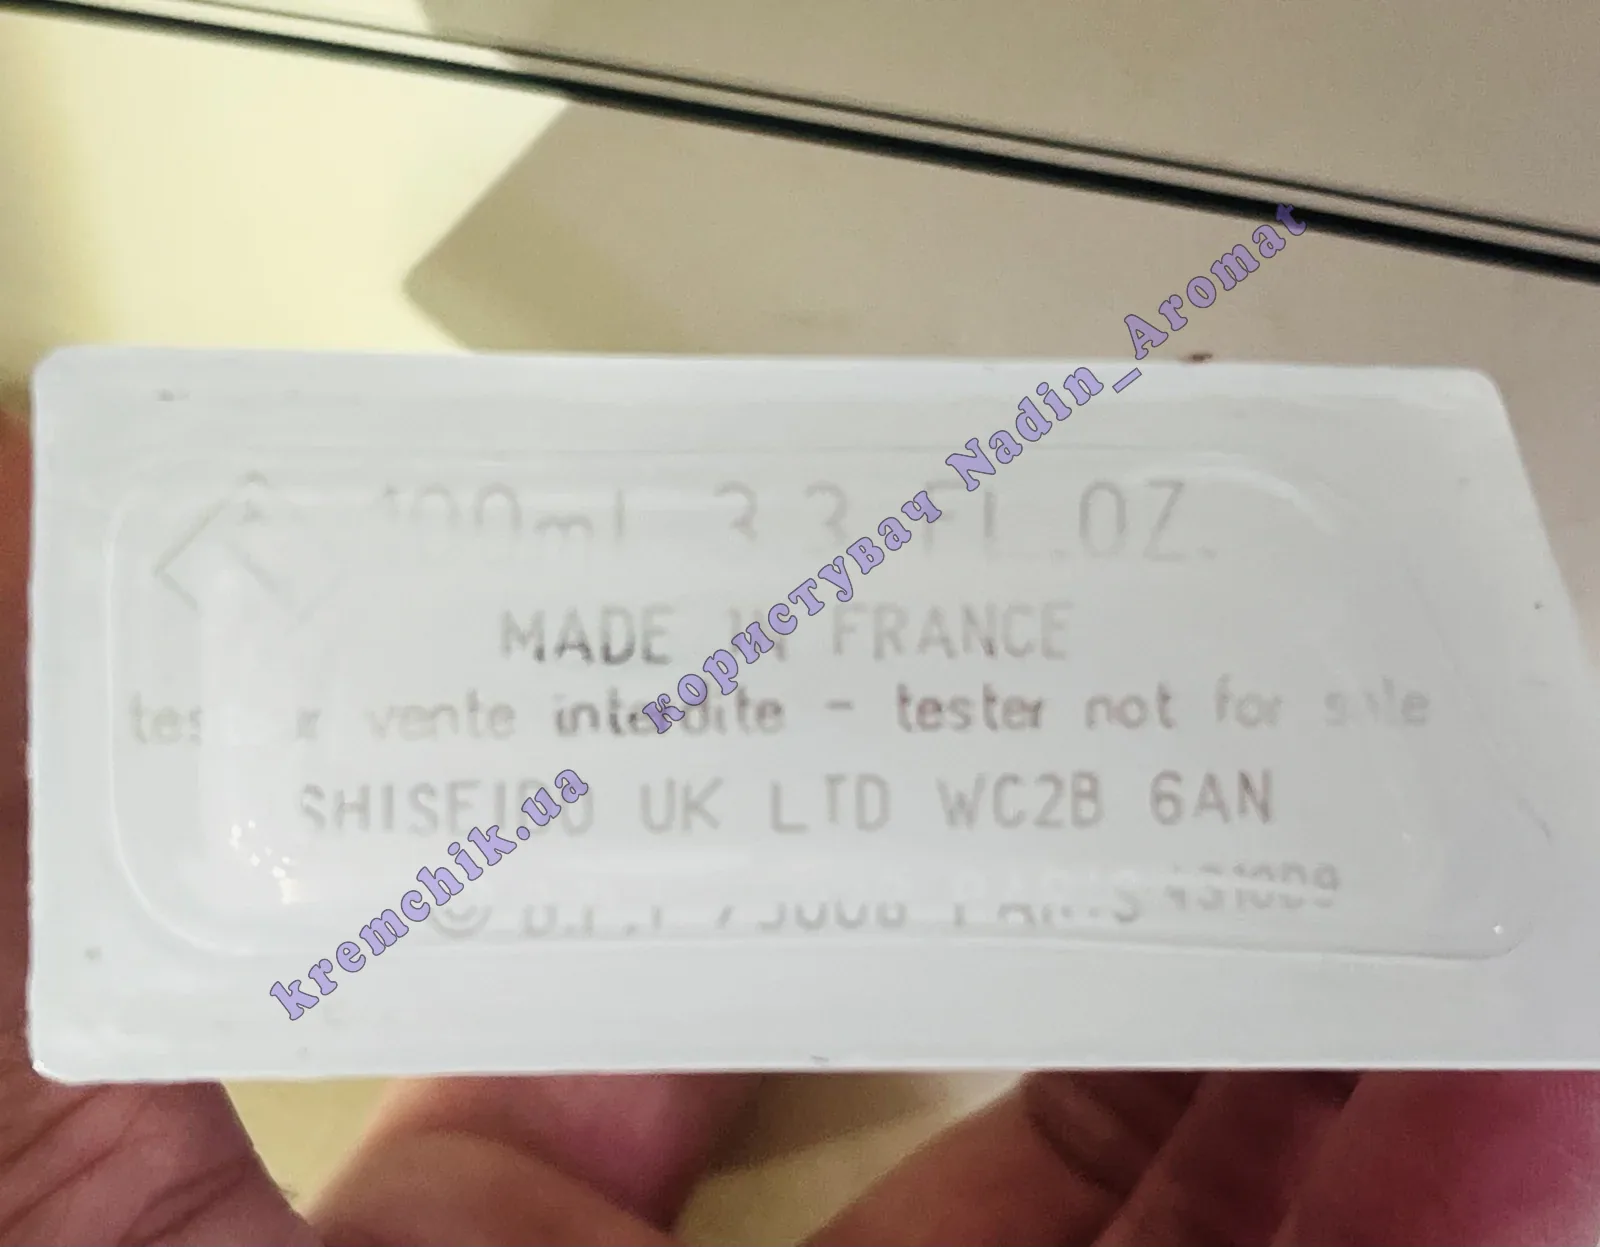 100ml 3.3 FL.OZ.
MADE IN FRANCE
vente interdite - tester not for sale
SHISEIDO UK LTD WC2B 6AN
PARIS
kremchik.ua користувач Nadin_Aromat